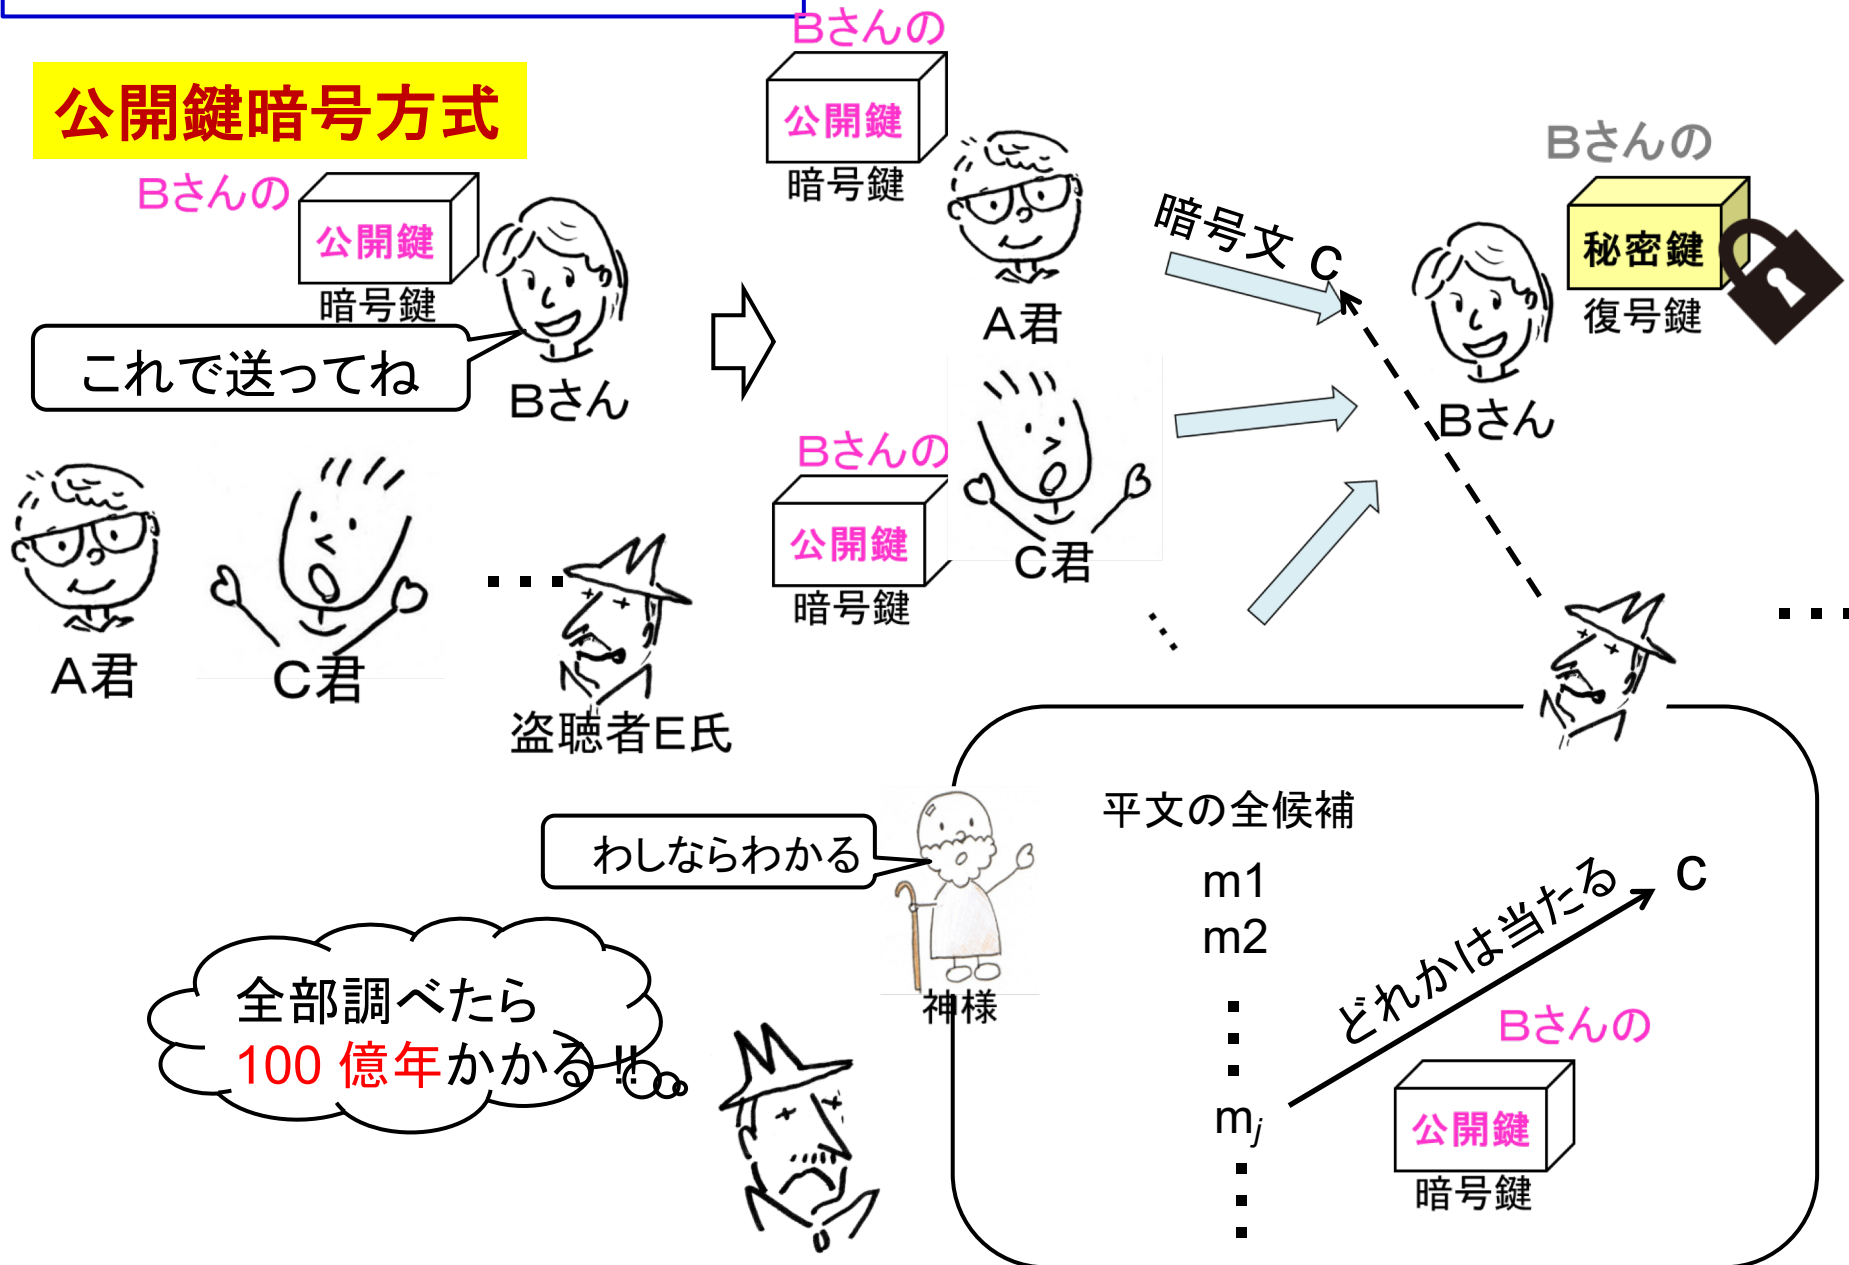 公開鍵暗号方式
Bさんの
公開鍵
暗号鍵
これで送ってね
Bさん
A君
C君
・・・
盗聴者E氏
Bさんの
公開鍵
暗号鍵
A君
Bさんの
公開鍵
暗号鍵
C君
・・・
暗号文 C
Bさんの
秘密鍵
復号鍵
Bさん
・・・
わしならわかる
神様
全部調べたら
100 億年かかる !!
平文の全候補
m1
m2
・・・
mj
・・・
どれかは当たる
C
Bさんの
公開鍵
暗号鍵